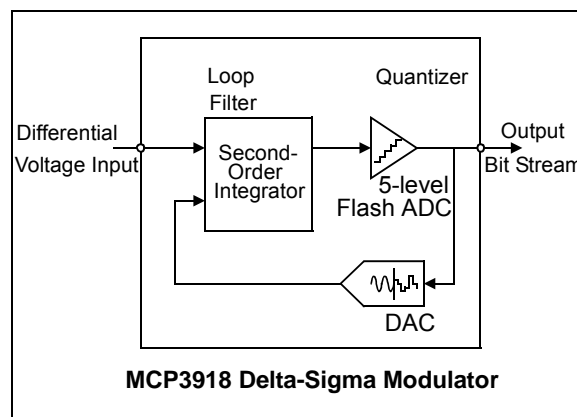 Loop
Filter
Quantizer
Differential
Voltage Input
Second-
Order
Integrator
5-level
Flash ADC
Output
Bit Stream
DAC
MCP3918 Delta-Sigma Modulator